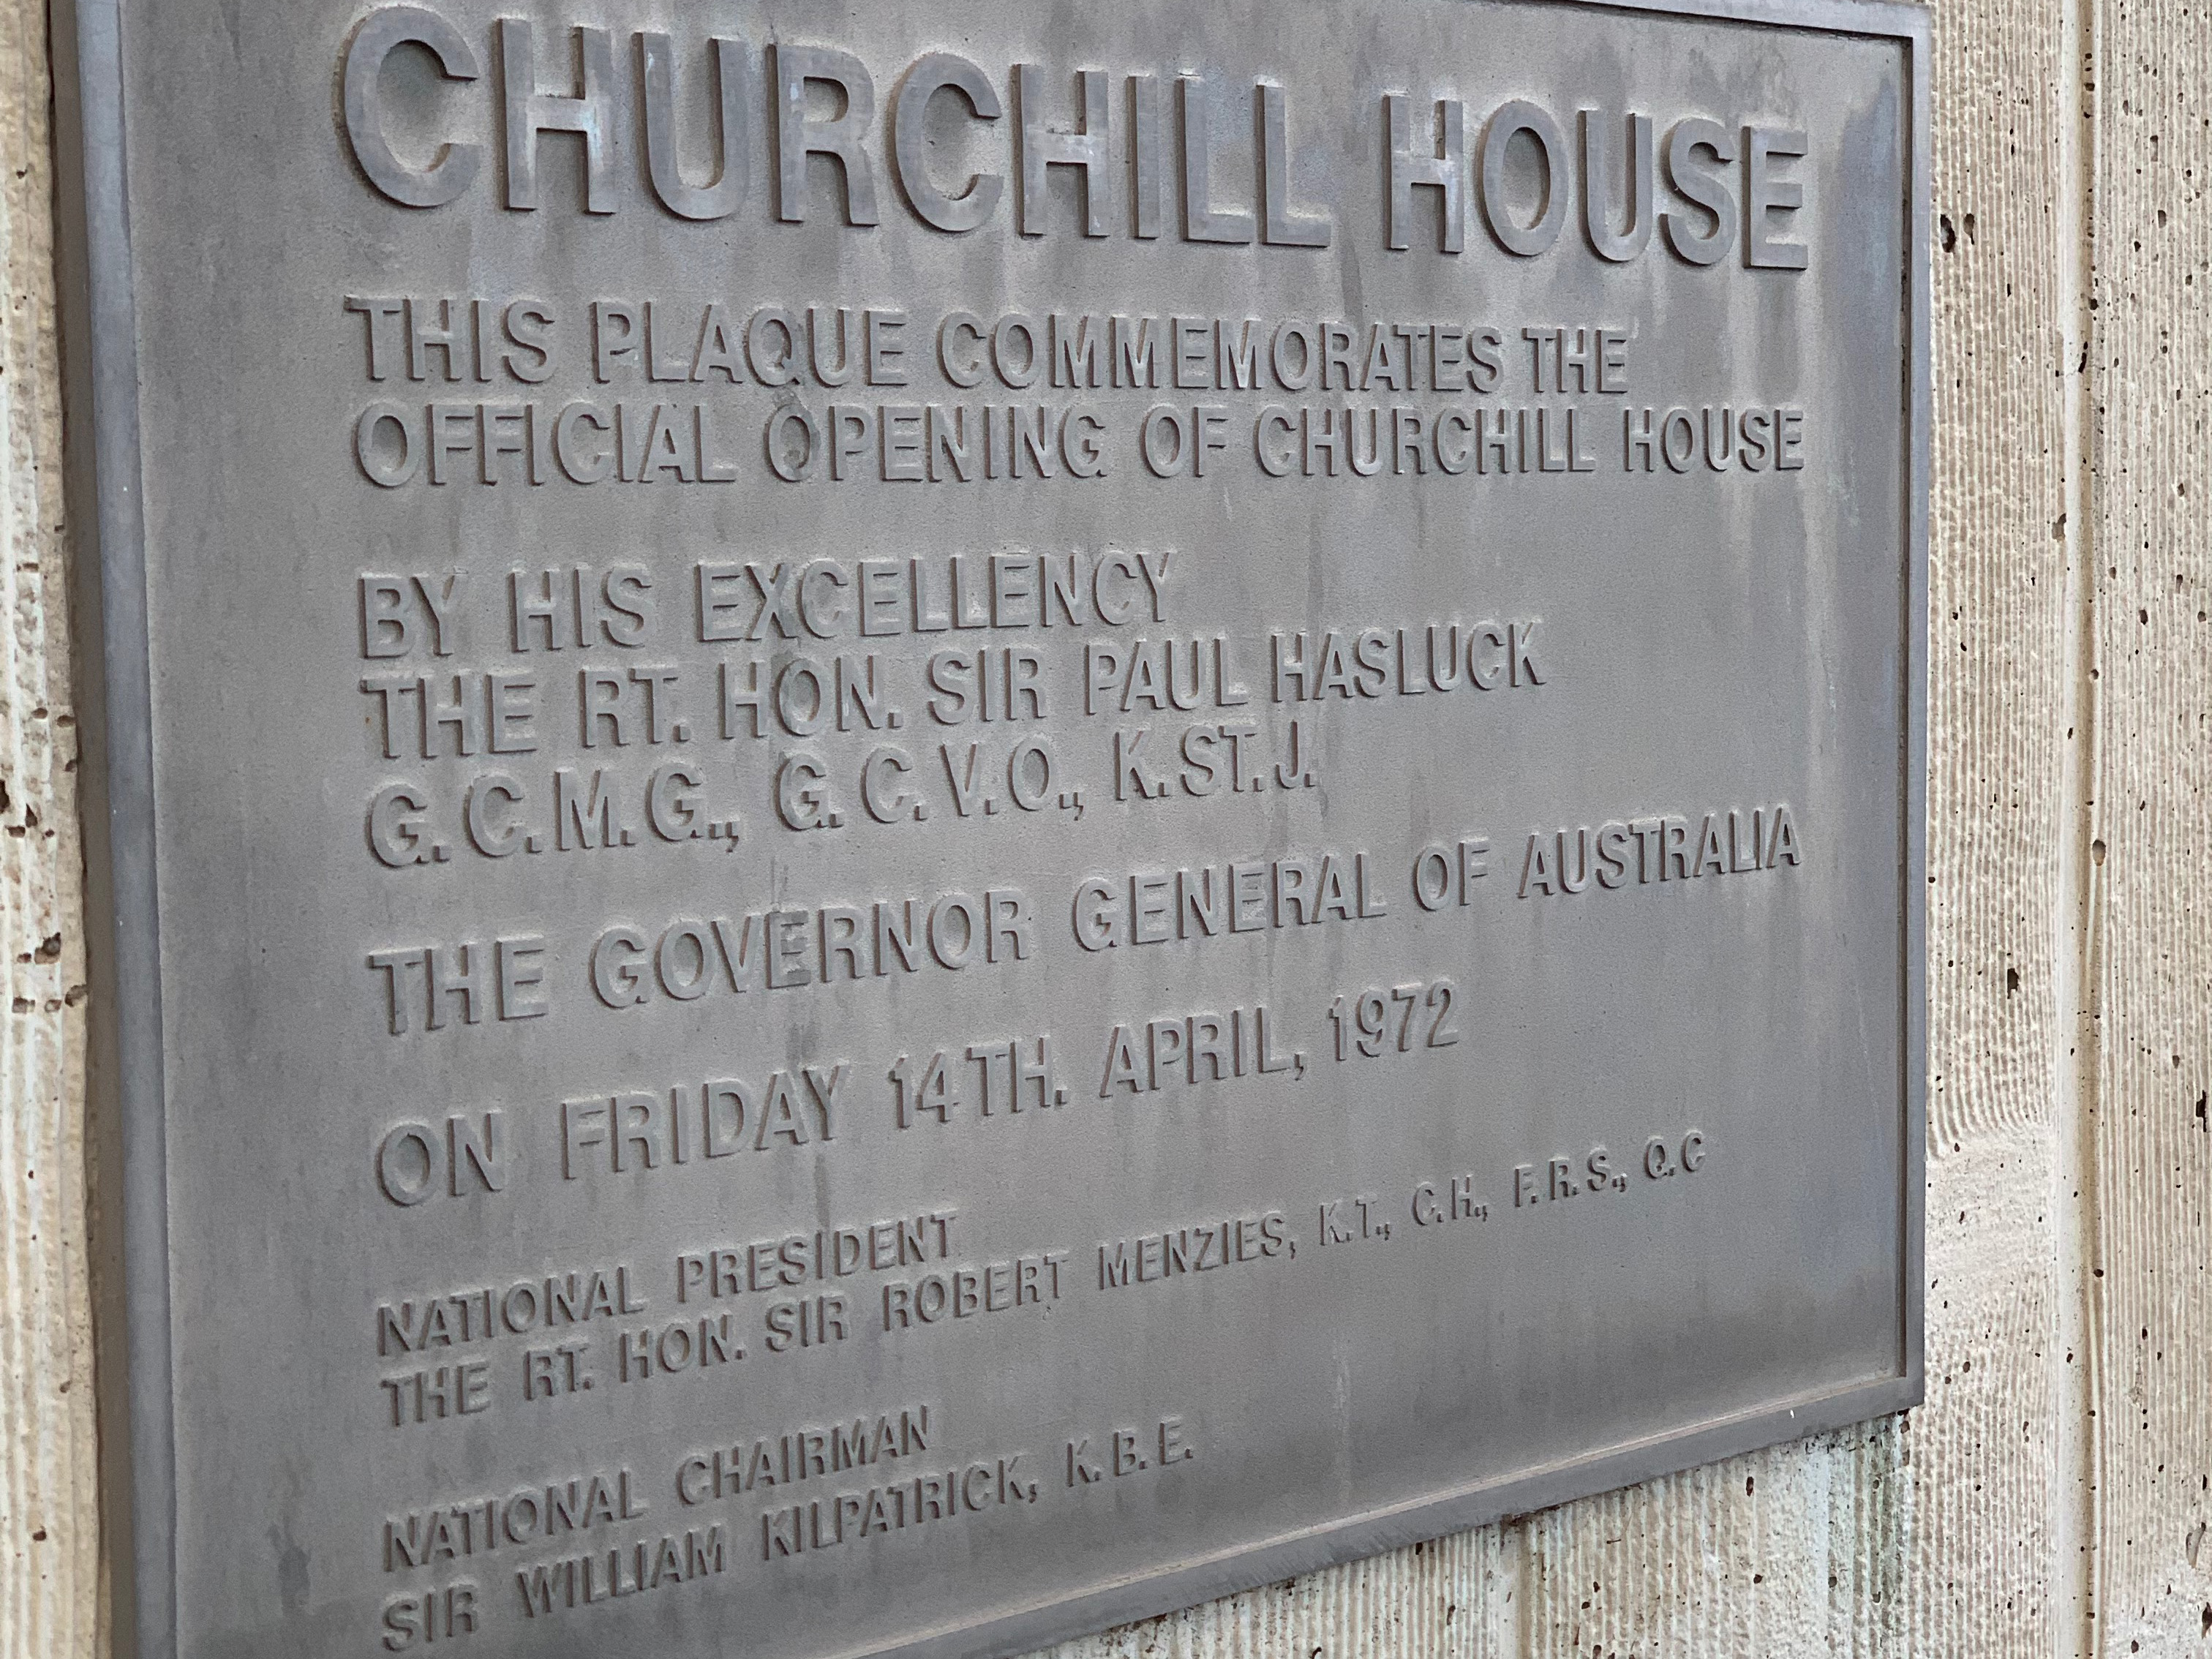 CHURCHILL HOUSE
THIS PLAQUE COMMEMORATES THE
OFFICIAL OPENING OF CHURCHILL HOUSE
BY HIS EXCELLENCY
THE RT. HON. SIR PAUL HASLUCK
G.C.M.G., G.C.V.O., K.ST.J.
THE GOVERNOR GENERAL OF AUSTRALIA
ON FRIDAY 14TH. APRIL, 1972
NATIONAL PRESIDENT
THE RT. HON. SIR ROBERT MENZIES, K.T., C.H., F.R.S., Q.C
NATIONAL CHAIRMAN
SIR WILLIAM KILPATRICK, K.B.E.